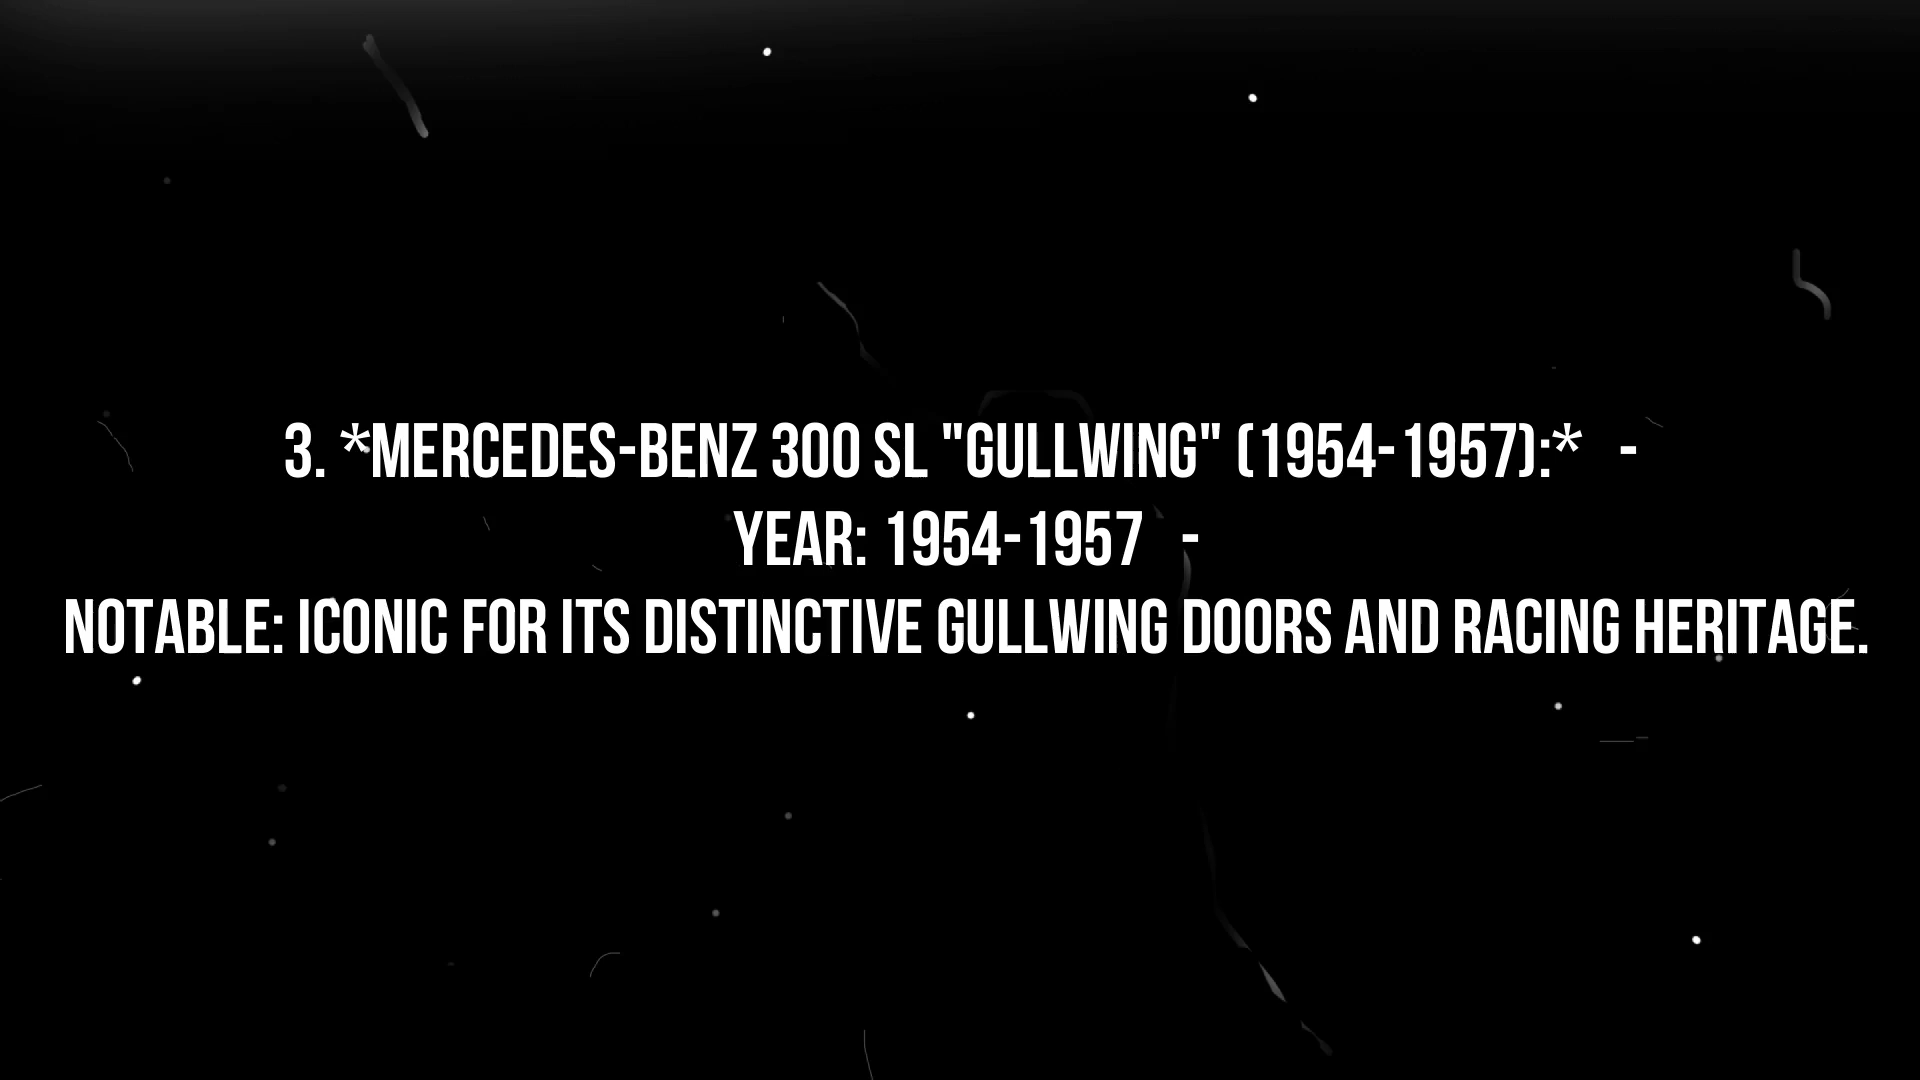 3. *MERCEDES-BENZ 300 SL "GULLWING" (1954-1957):* -
YEAR: 1954-1957 -
NOTABLE: ICONIC FOR ITS DISTINCTIVE GULLWING DOORS AND RACING HERITAGE.